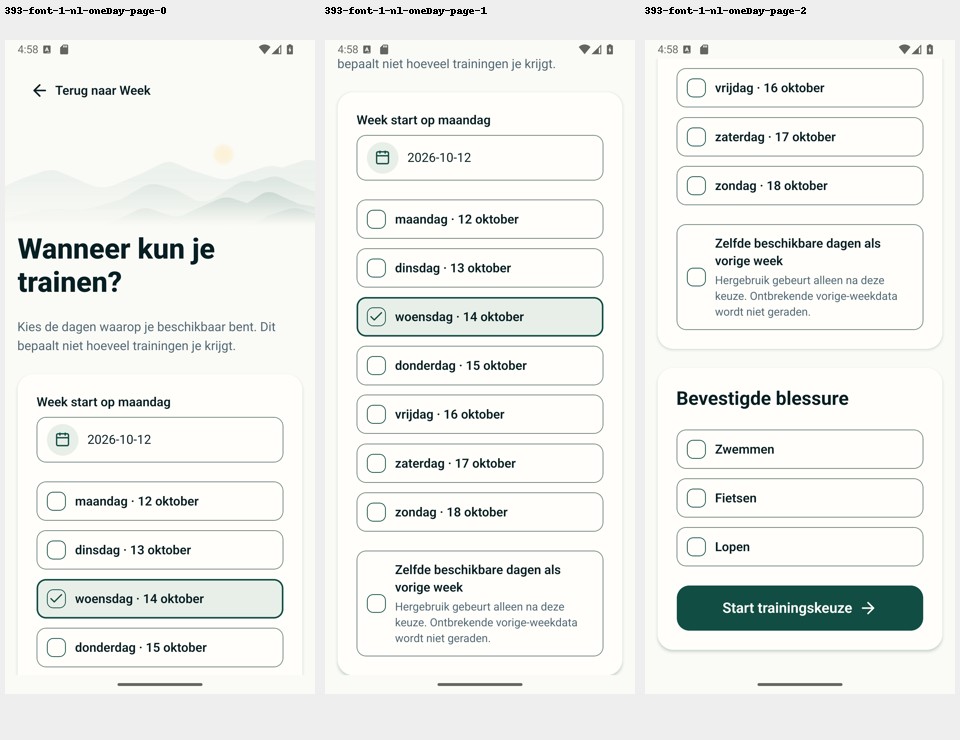 393-font-1-nl-oneDay-page-0
4:58
Terug naar Week
Wanneer kun je
trainen?
Kies de dagen waarop je beschikbaar bent. Dit
bepaalt niet hoeveel trainingen je krijgt.
Week start op maandag
2026-10-12
maandag · 12 oktober
dinsdag · 13 oktober
woensdag · 14 oktober
donderdag · 15 oktober
393-font-1-nl-oneDay-page-1
4:58
bepaalt niet hoeveel trainingen je krijgt.
Week start op maandag
2026-10-12
maandag · 12 oktober
dinsdag · 13 oktober
woensdag · 14 oktober
donderdag · 15 oktober
vrijdag · 16 oktober
zaterdag · 17 oktober
zondag · 18 oktober
Zelfde beschikbare dagen als
vorige week
Hergebruik gebeurt alleen na deze
keuze. Ontbrekende vorige-weekdata
wordt niet geraden.
393-font-1-nl-oneDay-page-2
4:58
vrijdag · 16 oktober
zaterdag · 17 oktober
zondag · 18 oktober
Zelfde beschikbare dagen als
vorige week
Hergebruik gebeurt alleen na deze
keuze. Ontbrekende vorige-weekdata
wordt niet geraden.
Bevestigde blessure
Zwemmen
Fietsen
Lopen
Start trainingskeuze